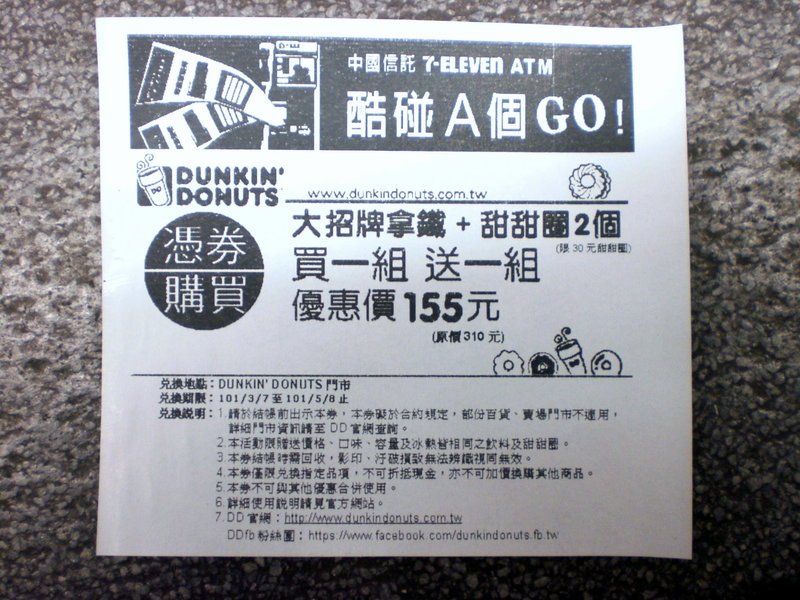 中國信託 7-ELEVEN ATM
酷碰A個GO!
DUNKIN' DONUTS
www.dunkindonuts.com.tw
憑券購買
大招牌拿鐵 + 甜甜圈2個
(限30元甜甜圈)
買一組 送一組
優惠價155元
(原價310元)
兌換地點：DUNKIN' DONUTS 門市
兌換期限：101/3/7 至 101/5/8 止
兌換說明：1.請於結帳前出示本券，本券礙於合約規定，部份百貨、賣場門市不適用，
詳細門市資訊請至DD官網查詢。
2.本活動限贈送價格、口味、容量及冰熱皆相同之飲料及甜甜圈。
3.本券結帳時需回收，影印、汙破損致無法辨識視同無效。
4.本券僅限兌換指定品項，不可折抵現金，亦不可加價換購其他商品。
5.本券不可與其他優惠合併使用。
6.詳細使用說明請見官方網站。
7.DD官網：http://www.dunkindonuts.com.tw
DDfb粉絲團：https://www.facebook.com/dunkindonuts.fb.tw